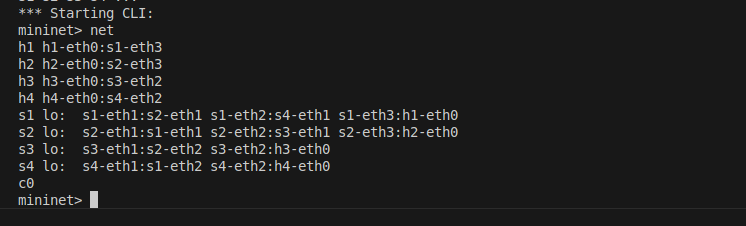 *** Starting CLI:
mininet> net
h1 h1-eth0:s1-eth3
h2 h2-eth0:s2-eth3
h3 h3-eth0:s3-eth2
h4 h4-eth0:s4-eth2
s1 lo:  s1-eth1:s2-eth1 s1-eth2:s4-eth1 s1-eth3:h1-eth0
s2 lo:  s2-eth1:s1-eth1 s2-eth2:s3-eth1 s2-eth3:h2-eth0
s3 lo:  s3-eth1:s2-eth2 s3-eth2:h3-eth0
s4 lo:  s4-eth1:s1-eth2 s4-eth2:h4-eth0
c0
mininet>